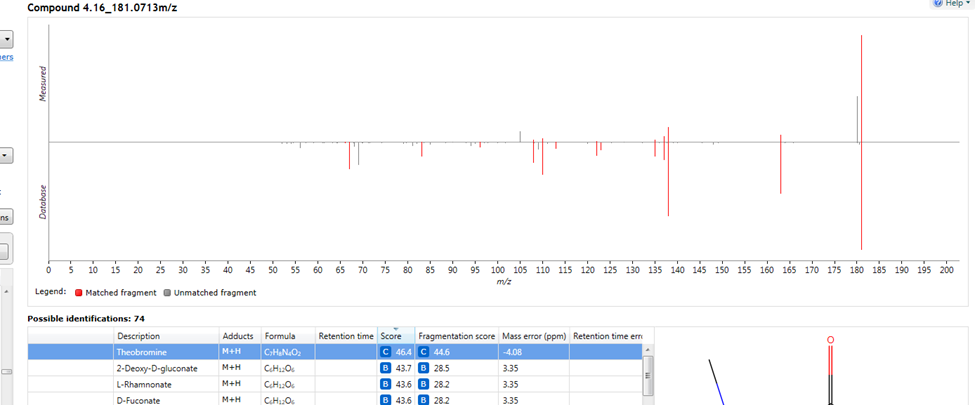 Compound 4.16_181.0713m/z
Help
ers
Measured
Database
ns
0 5 10 15 20 25 30 35 40 45 50 55 60 65 70 75 80 85 90 95 100 105 110 115 120 125 130 135 140 145 150 155 160 165 170 175 180 185 190 195 200
m/z
Legend: Matched fragment Unmatched fragment
Possible identifications: 74
Description Adducts Formula Retention time Score Fragmentation score Mass error (ppm) Retention time erro
Theobromine M+H C₇H₈N₄O₂ C 46.4 C 44.6 -4.08
2-Deoxy-D-gluconate M+H C₆H₁₂O₆ B 43.7 B 28.5 3.35
L-Rhamnonate M+H C₆H₁₂O₆ B 43.6 B 28.2 3.35
D-Fuconate M+H C₆H₁₂O₆ B 43.6 B 28.2 3.35
O